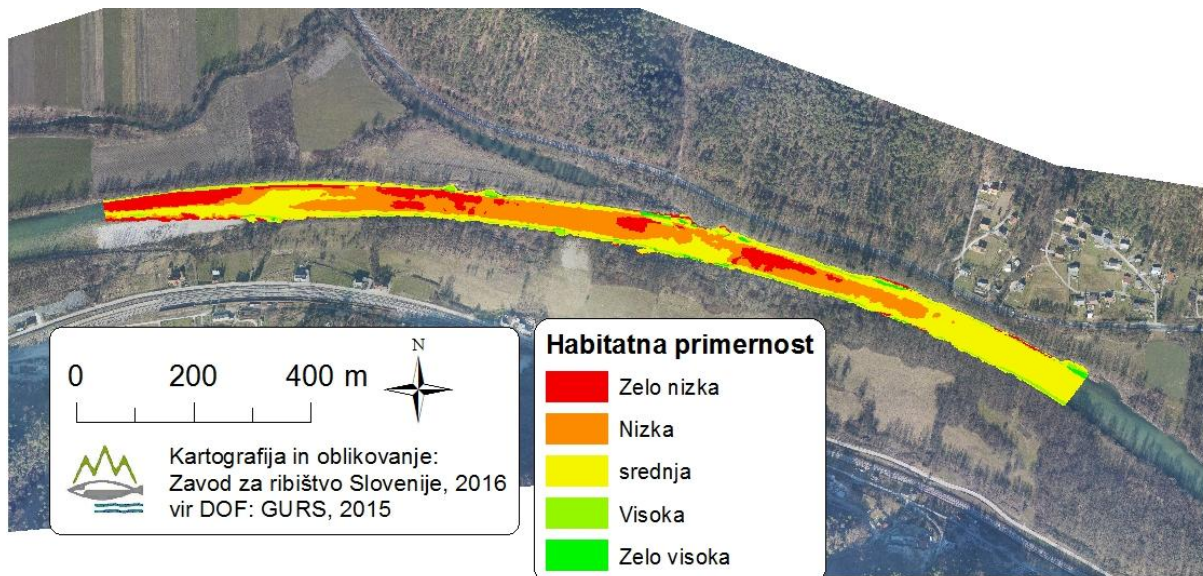 0 200 400 m
N
Kartografija in oblikovanje:
Zavod za ribištvo Slovenije, 2016
vir DOF: GURS, 2015
Habitatna primernost
Zelo nizka
Nizka
srednja
Visoka
Zelo visoka